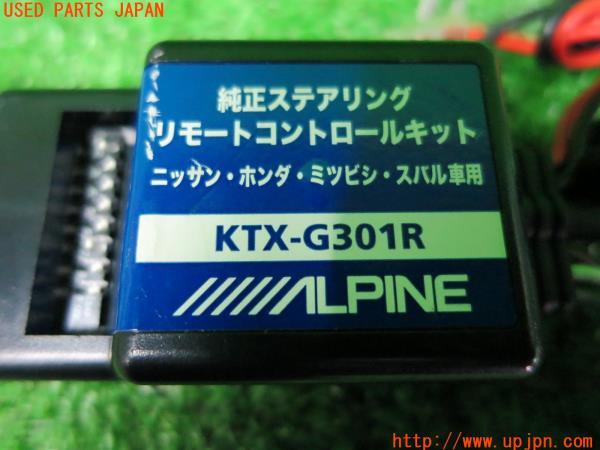 USED PARTS JAPAN
純正ステアリング
リモートコントロールキット
ニッサン・ホンダ・ミツビシ・スバル車用
KTX-G301R
ALPINE
http://www.upjpn.com/